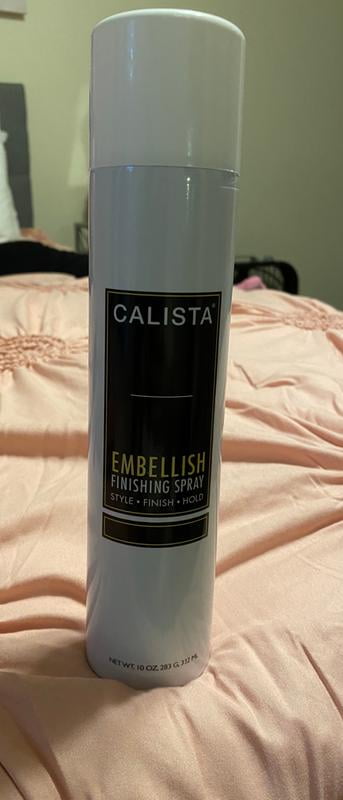 CALISTA®
EMBELLISH
FINISHING SPRAY
STYLE • FINISH • HOLD
NET WT. 10 OZ, 283 G, 332 ML